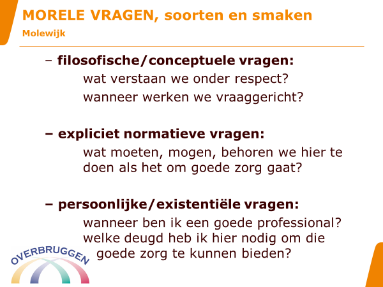 MORELE VRAGEN, soorten en smaken
Molewijk
– filosofische/conceptuele vragen:
wat verstaan we onder respect?
wanneer werken we vraaggericht?
– expliciet normatieve vragen:
wat moeten, mogen, behoren we hier te
doen als het om goede zorg gaat?
– persoonlijke/existentiële vragen:
wanneer ben ik een goede professional?
welke deugd heb ik hier nodig om die
goede zorg te kunnen bieden?
OVERBRUGGEN